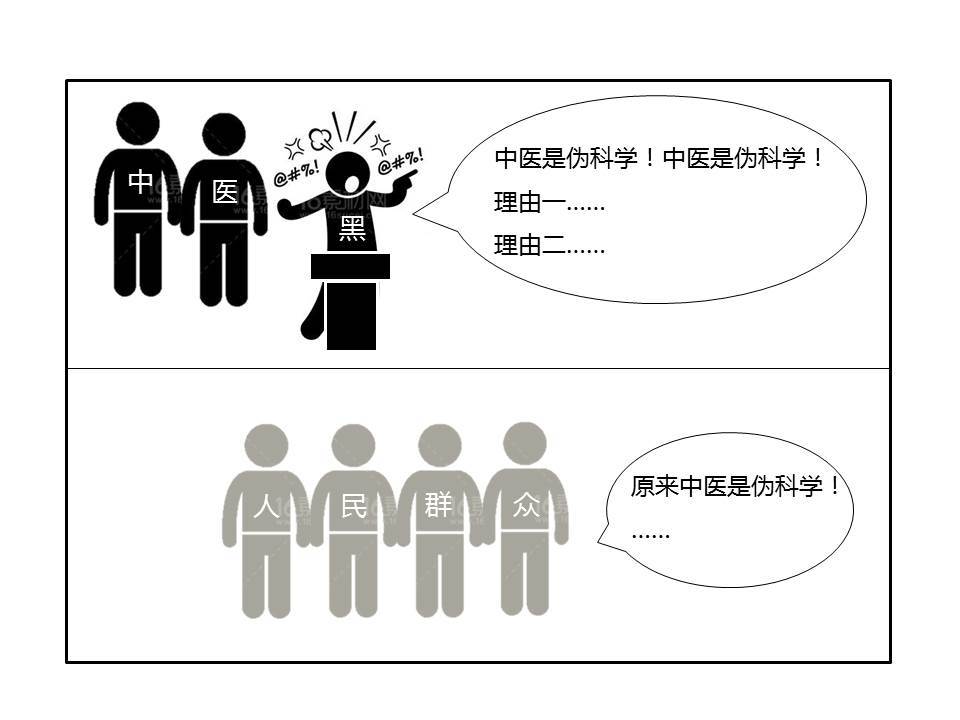 中医是伪科学！中医是伪科学！
理由一……
理由二……
@#%!
@#%!
中 医 黑
原来中医是伪科学！
……
人 民 群 众